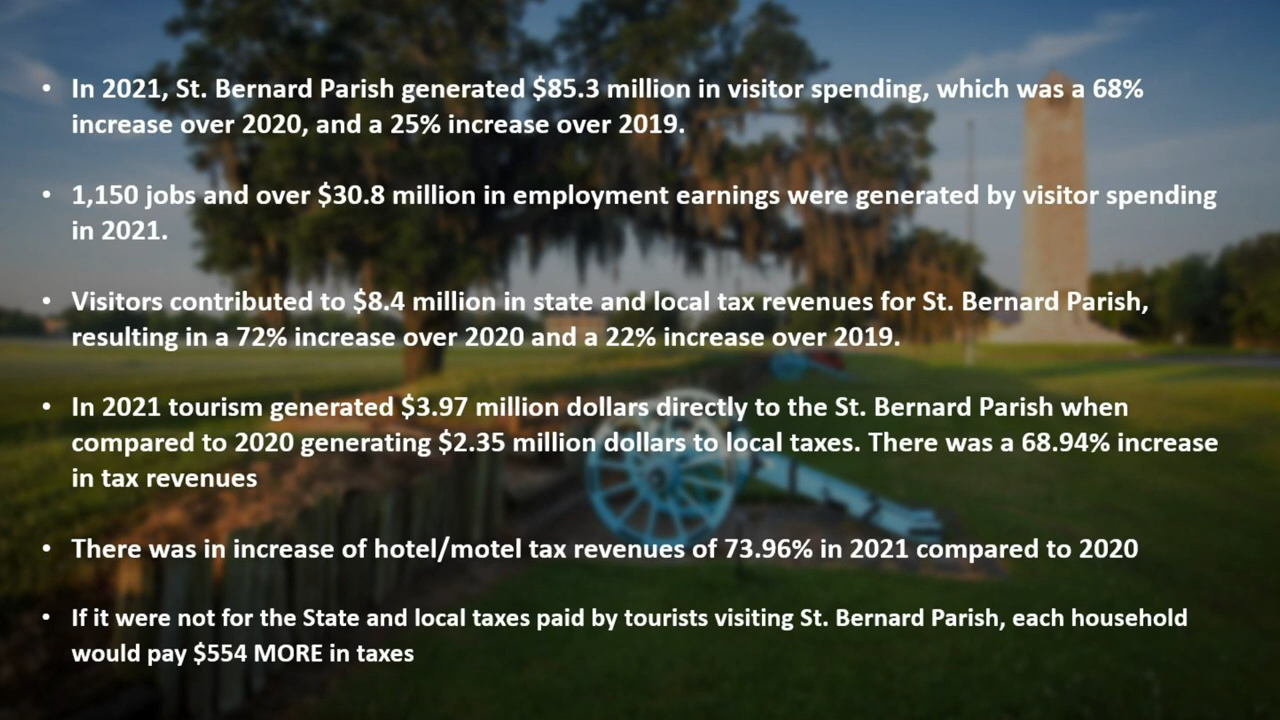 • In 2021, St. Bernard Parish generated $85.3 million in visitor spending, which was a 68%
increase over 2020, and a 25% increase over 2019.
• 1,150 jobs and over $30.8 million in employment earnings were generated by visitor spending
in 2021.
• Visitors contributed to $8.4 million in state and local tax revenues for St. Bernard Parish,
resulting in a 72% increase over 2020 and a 22% increase over 2019.
• In 2021 tourism generated $3.97 million dollars directly to the St. Bernard Parish when
compared to 2020 generating $2.35 million dollars to local taxes. There was a 68.94% increase
in tax revenues
• There was in increase of hotel/motel tax revenues of 73.96% in 2021 compared to 2020
• If it were not for the State and local taxes paid by tourists visiting St. Bernard Parish, each household
would pay $554 MORE in taxes